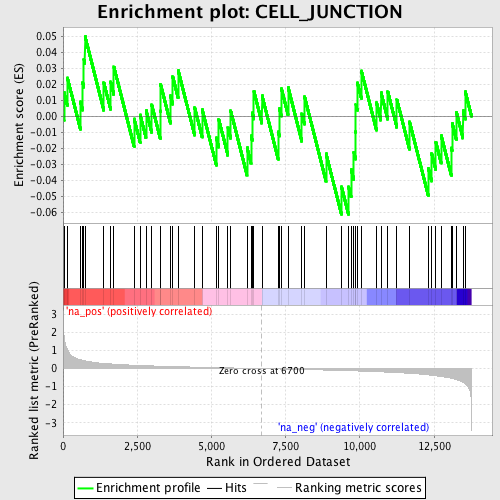 Enrichment plot: CELL_JUNCTION
Enrichment score (ES)
0.05
0.04
0.03
0.02
0.01
0.00
-0.01
-0.02
-0.03
-0.04
-0.05
-0.06
'na_pos' (positively correlated)
Ranked list metric (PreRanked)
3
2
1
0
-1
-2
-3
Zero cross at 6700
'na_neg' (negatively correlated)
0
2,500
5,000
7,500
10,000
12,500
Rank in Ordered Dataset
Enrichment profile
Hits
Ranking metric scores